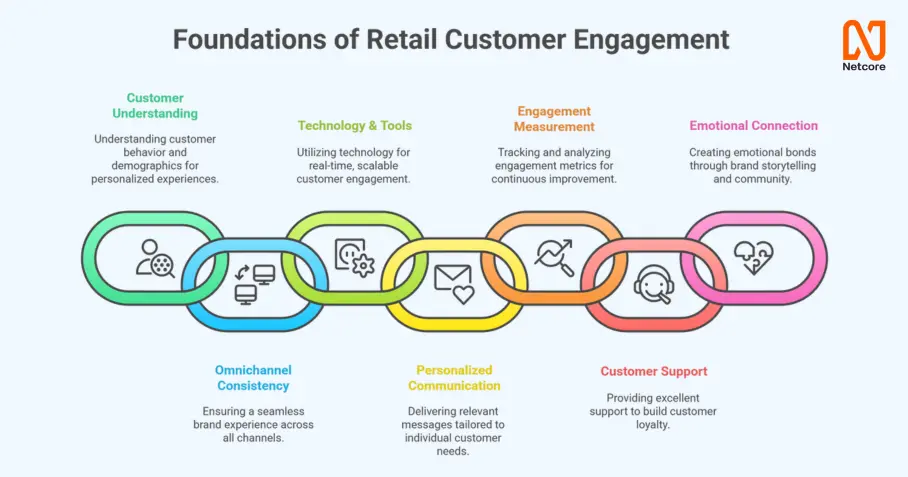 Foundations of Retail Customer Engagement
Netcore
Customer
Understanding
Understanding customer
behavior and
demographics for
personalized experiences.
Technology & Tools
Utilizing technology for
real-time, scalable
customer engagement.
Engagement
Measurement
Tracking and analyzing
engagement metrics for
continuous improvement.
Emotional Connection
Creating emotional bonds
through brand storytelling
and community.
Omnichannel
Consistency
Ensuring a seamless
brand experience across
all channels.
Personalized
Communication
Delivering relevant
messages tailored to
individual customer
needs.
Customer Support
Providing excellent
support to build customer
loyalty.